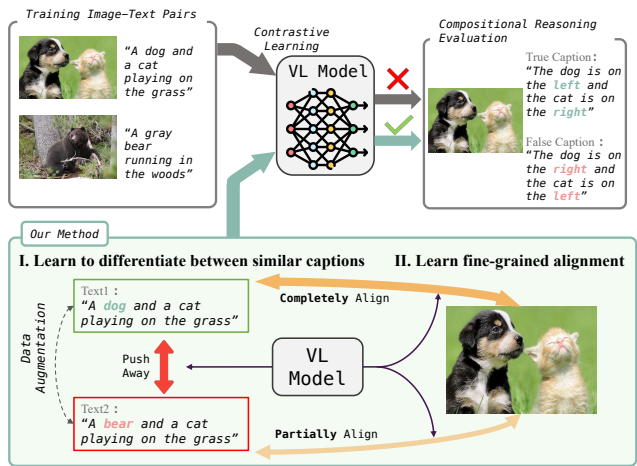 Training Image-Text Pairs
“A dog and
a cat
playing on
the grass”
“A gray
bear
running in
the woods”
Contrastive
Learning
VL Model
Compositional Reasoning
Evaluation
True Caption：
“The dog is on
the left and
the cat is on
the right”
False Caption：
“The dog is on
the right and
the cat is on
the left”
Our Method
I. Learn to differentiate between similar captions
II. Learn fine-grained alignment
Text1：
“A dog and a cat
playing on the grass”
Completely Align
Data
Augmentation
Push
Away
VL
Model
Text2：
“A bear and a cat
playing on the grass”
Partially Align